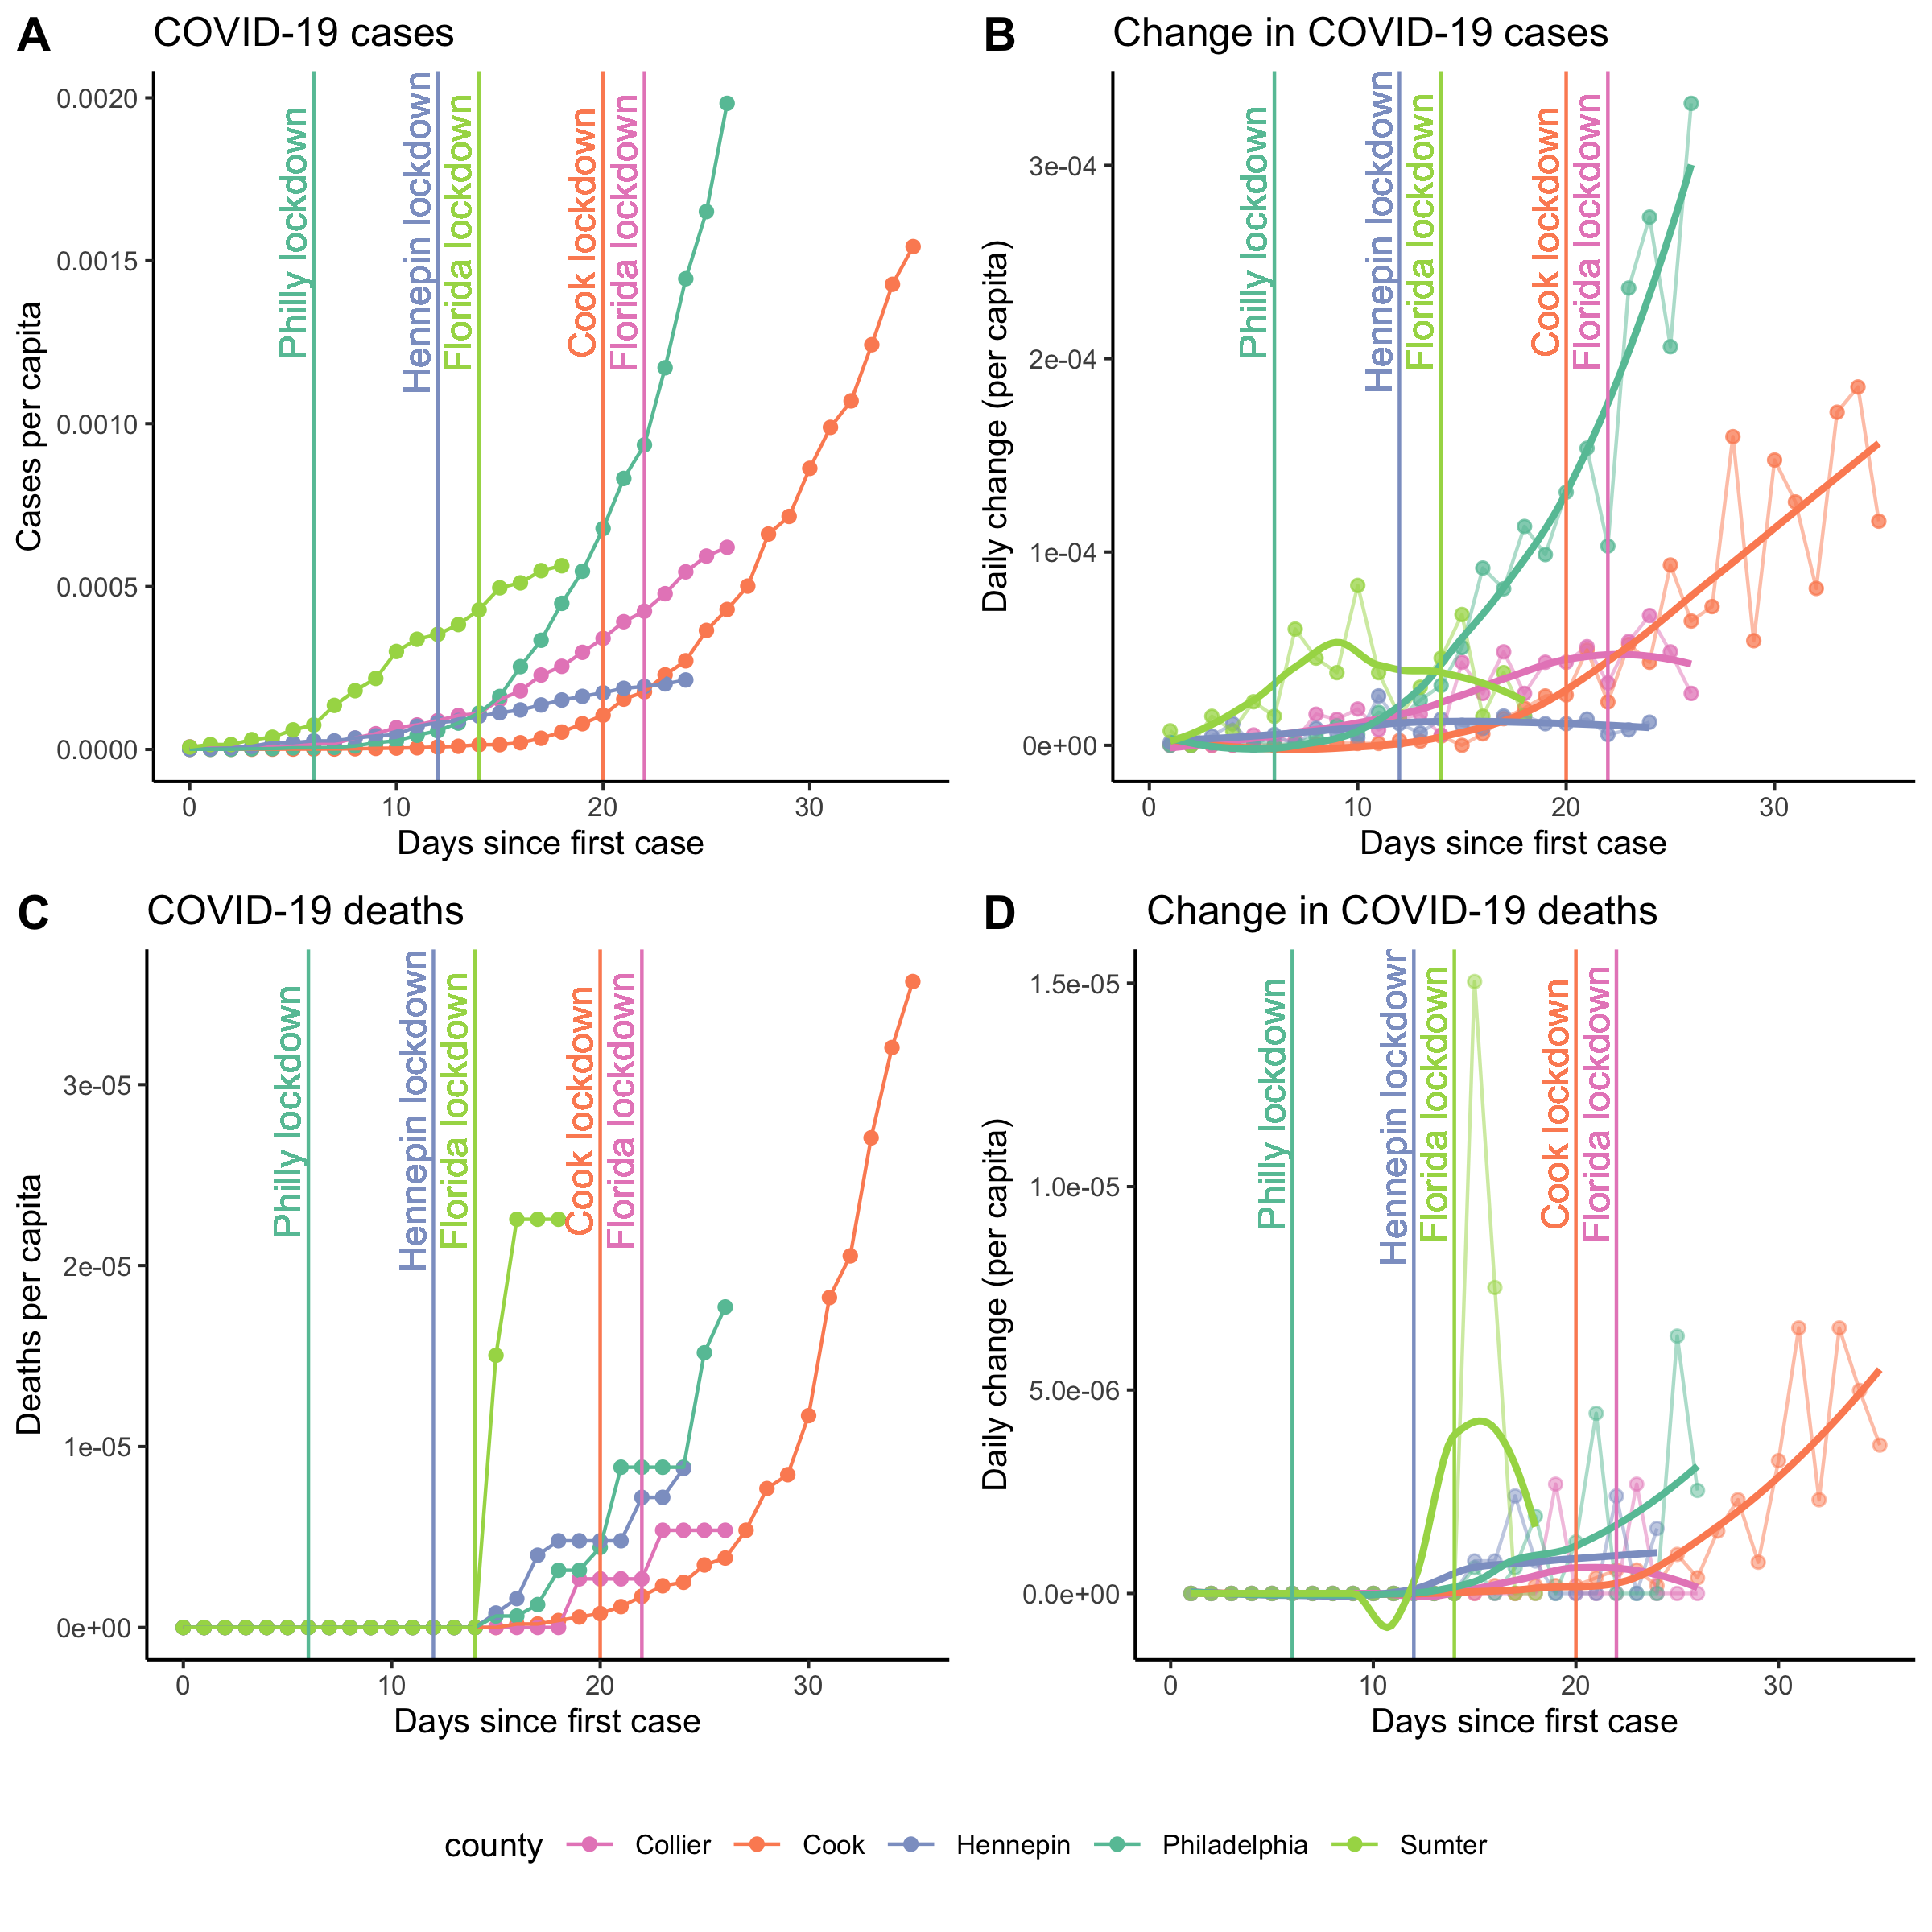 A COVID-19 cases
Cases per capita
0.0020
0.0015
0.0010
0.0005
0.0000
Philly lockdown
Hennepin lockdown
Florida lockdown
Cook lockdown
Florida lockdown
0 10 20 30
Days since first case
B Change in COVID-19 cases
Daily change (per capita)
3e-04
2e-04
1e-04
0e+00
Philly lockdown
Hennepin lockdown
Florida lockdown
Cook lockdown
Florida lockdown
0 10 20 30
Days since first case
C COVID-19 deaths
Deaths per capita
3e-05
2e-05
1e-05
0e+00
Philly lockdown
Hennepin lockdown
Florida lockdown
Cook lockdown
Florida lockdown
0 10 20 30
Days since first case
D Change in COVID-19 deaths
Daily change (per capita)
1.5e-05
1.0e-05
5.0e-06
0.0e+00
Philly lockdown
Hennepin lockdown
Florida lockdown
Cook lockdown
Florida lockdown
0 10 20 30
Days since first case
county Collier Cook Hennepin Philadelphia Sumter